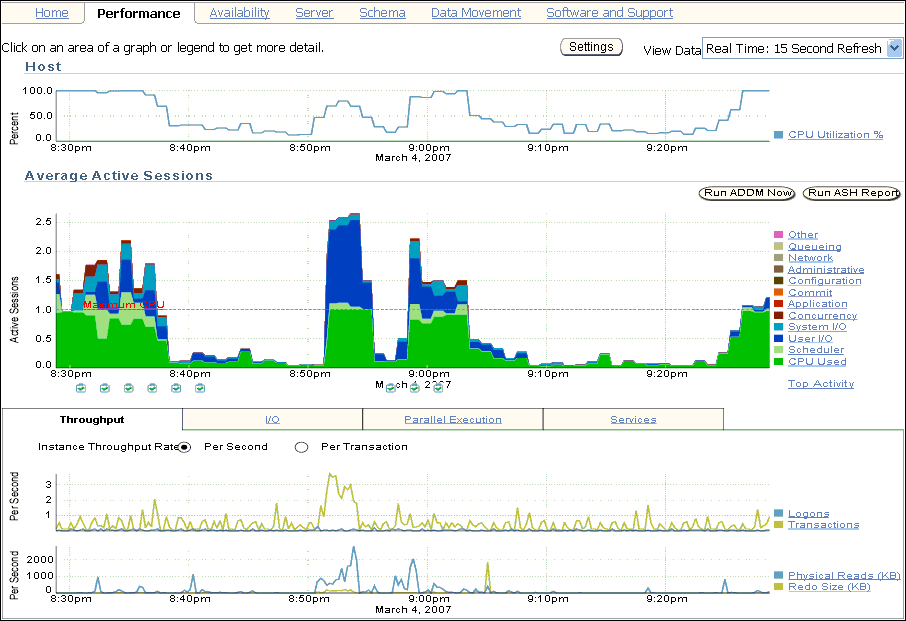 Home Performance Availability Server Schema Data Movement Software and Support
Click on an area of a graph or legend to get more detail.
Settings View Data Real Time: 15 Second Refresh
Host
100.0
50.0
0.0
Percent
8:30pm 8:40pm 8:50pm 9:00pm 9:10pm 9:20pm
March 4, 2007
CPU Utilization %
Average Active Sessions
Run ADDM Now Run ASH Report
2.5
2.0
1.5
1.0
0.5
0.0
Active Sessions
Maximum CPU
8:30pm 8:40pm 8:50pm 9:00pm 9:10pm 9:20pm
March 4, 2007
Other
Queueing
Network
Administrative
Configuration
Commit
Application
Concurrency
System I/O
User I/O
Scheduler
CPU Used
Top Activity
Throughput I/O Parallel Execution Services
Instance Throughput Rate Per Second Per Transaction
3
2
1
Per Second
Logons
Transactions
2000
1000
0
Per Second
8:30pm 8:40pm 8:50pm 9:00pm 9:10pm 9:20pm
March 4, 2007
Physical Reads (KB)
Redo Size (KB)